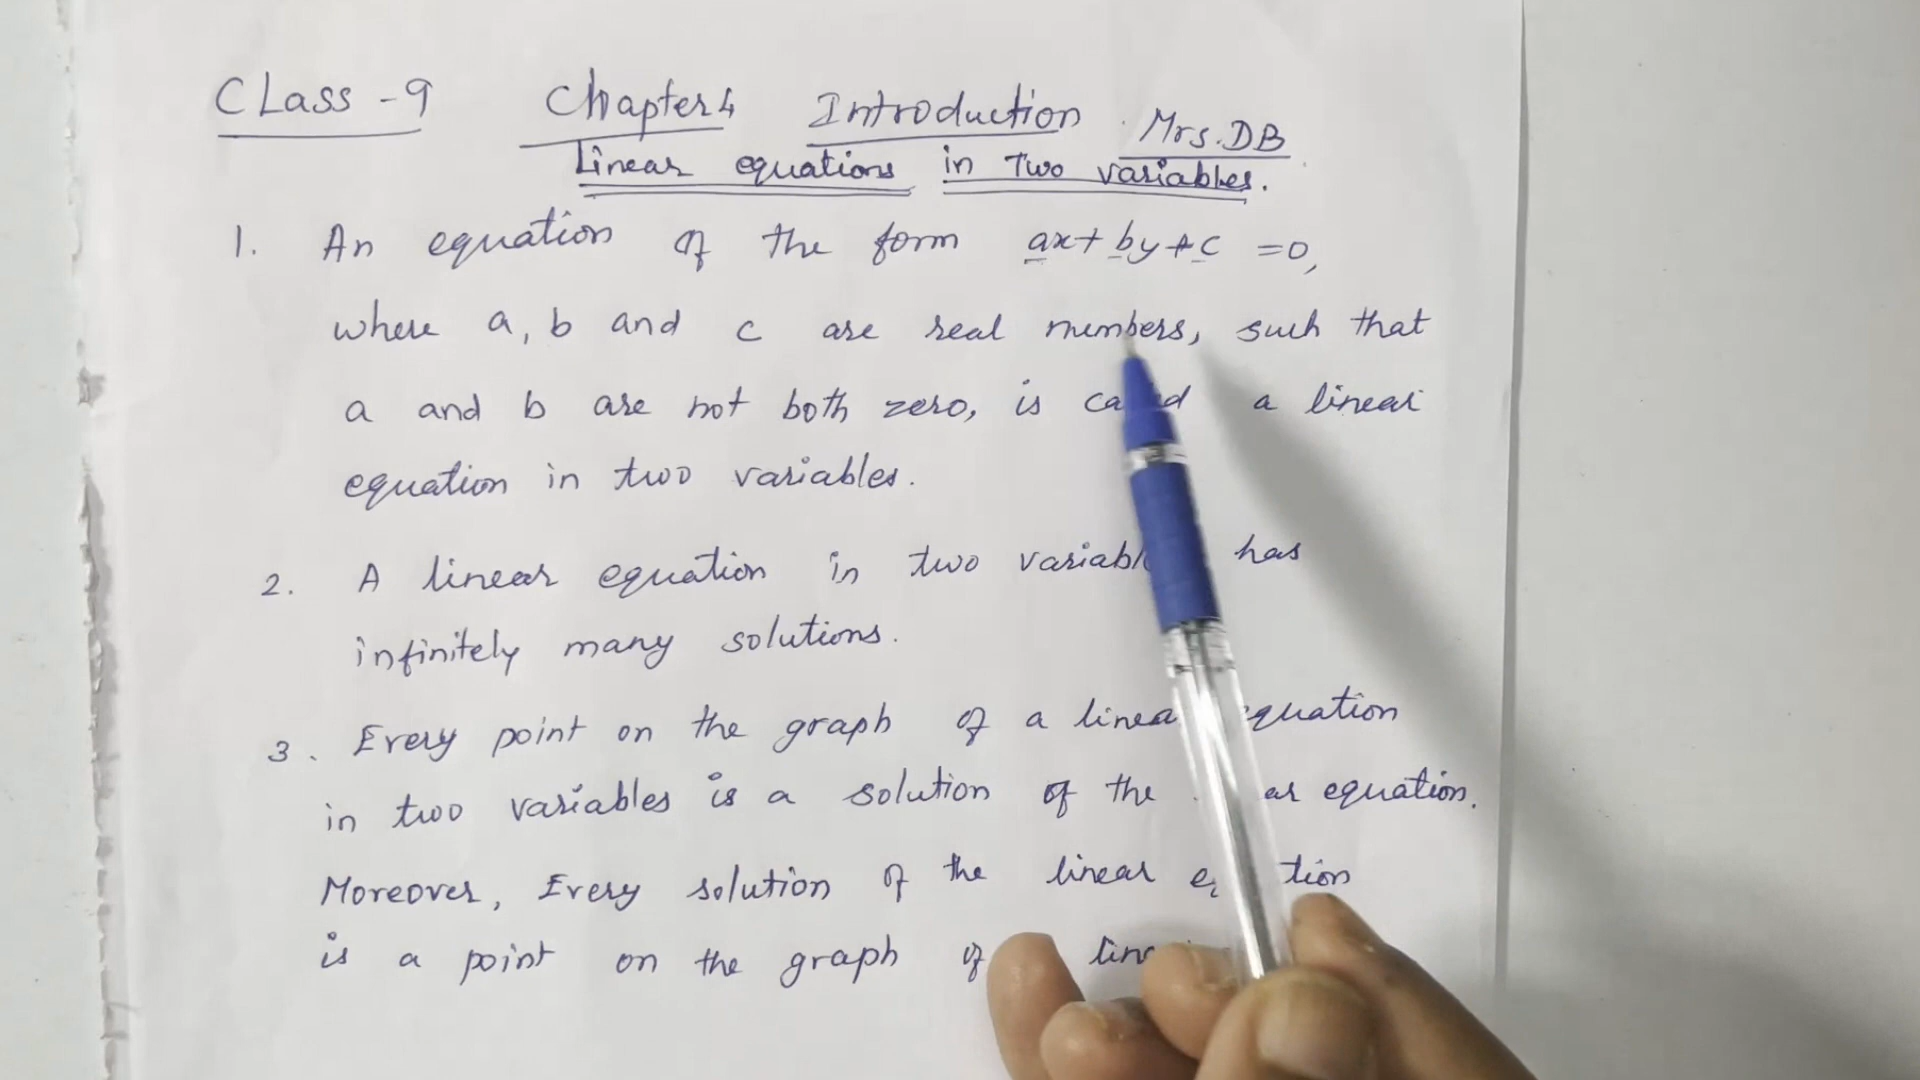 CLass - 9 Chapter 4 Introduction Mrs. DB
Linear equations in Two variables.
1. An equation of the form ax + by + c = 0,
where a, b and c are real numbers, such that
a and b are not both zero, is a linear
equation in two variables.
2. A linear equation in two has
infinitely many solutions.
3. Every point on the graph of a
in two variables is a solution of the equation.
Moreover, Every solution of the linear
is a point on the graph of